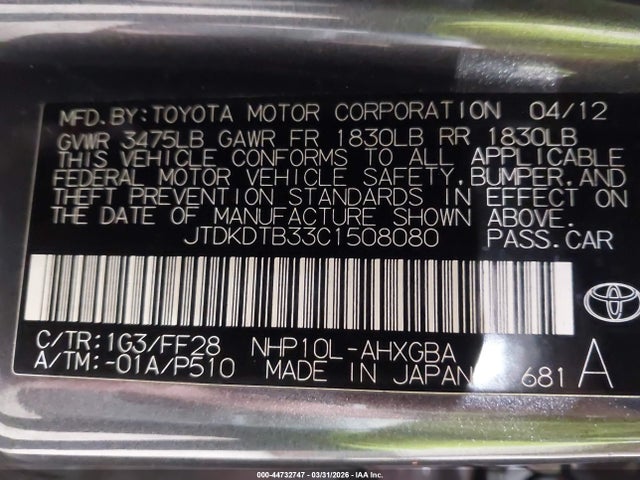 MFD.BY:TOYOTA MOTOR CORPORATION 04/12
GVWR 3475LB GAWR FR 1830LB RR 1830LB
THIS VEHICLE CONFORMS TO ALL APPLICABLE
FEDERAL MOTOR VEHICLE SAFETY,BUMPER,AND
THEFT PREVENTION STANDARDS IN EFFECT ON
THE DATE OF MANUFACTURE SHOWN ABOVE.
JTDKDTB33C1508080 PASS.CAR
C/TR:1G3/FF28 NHP10L-AHXGBA
A/TM:-01A/P510 MADE IN JAPAN 681 A
000-44732747 - 03/31/2026 - IAA Inc.